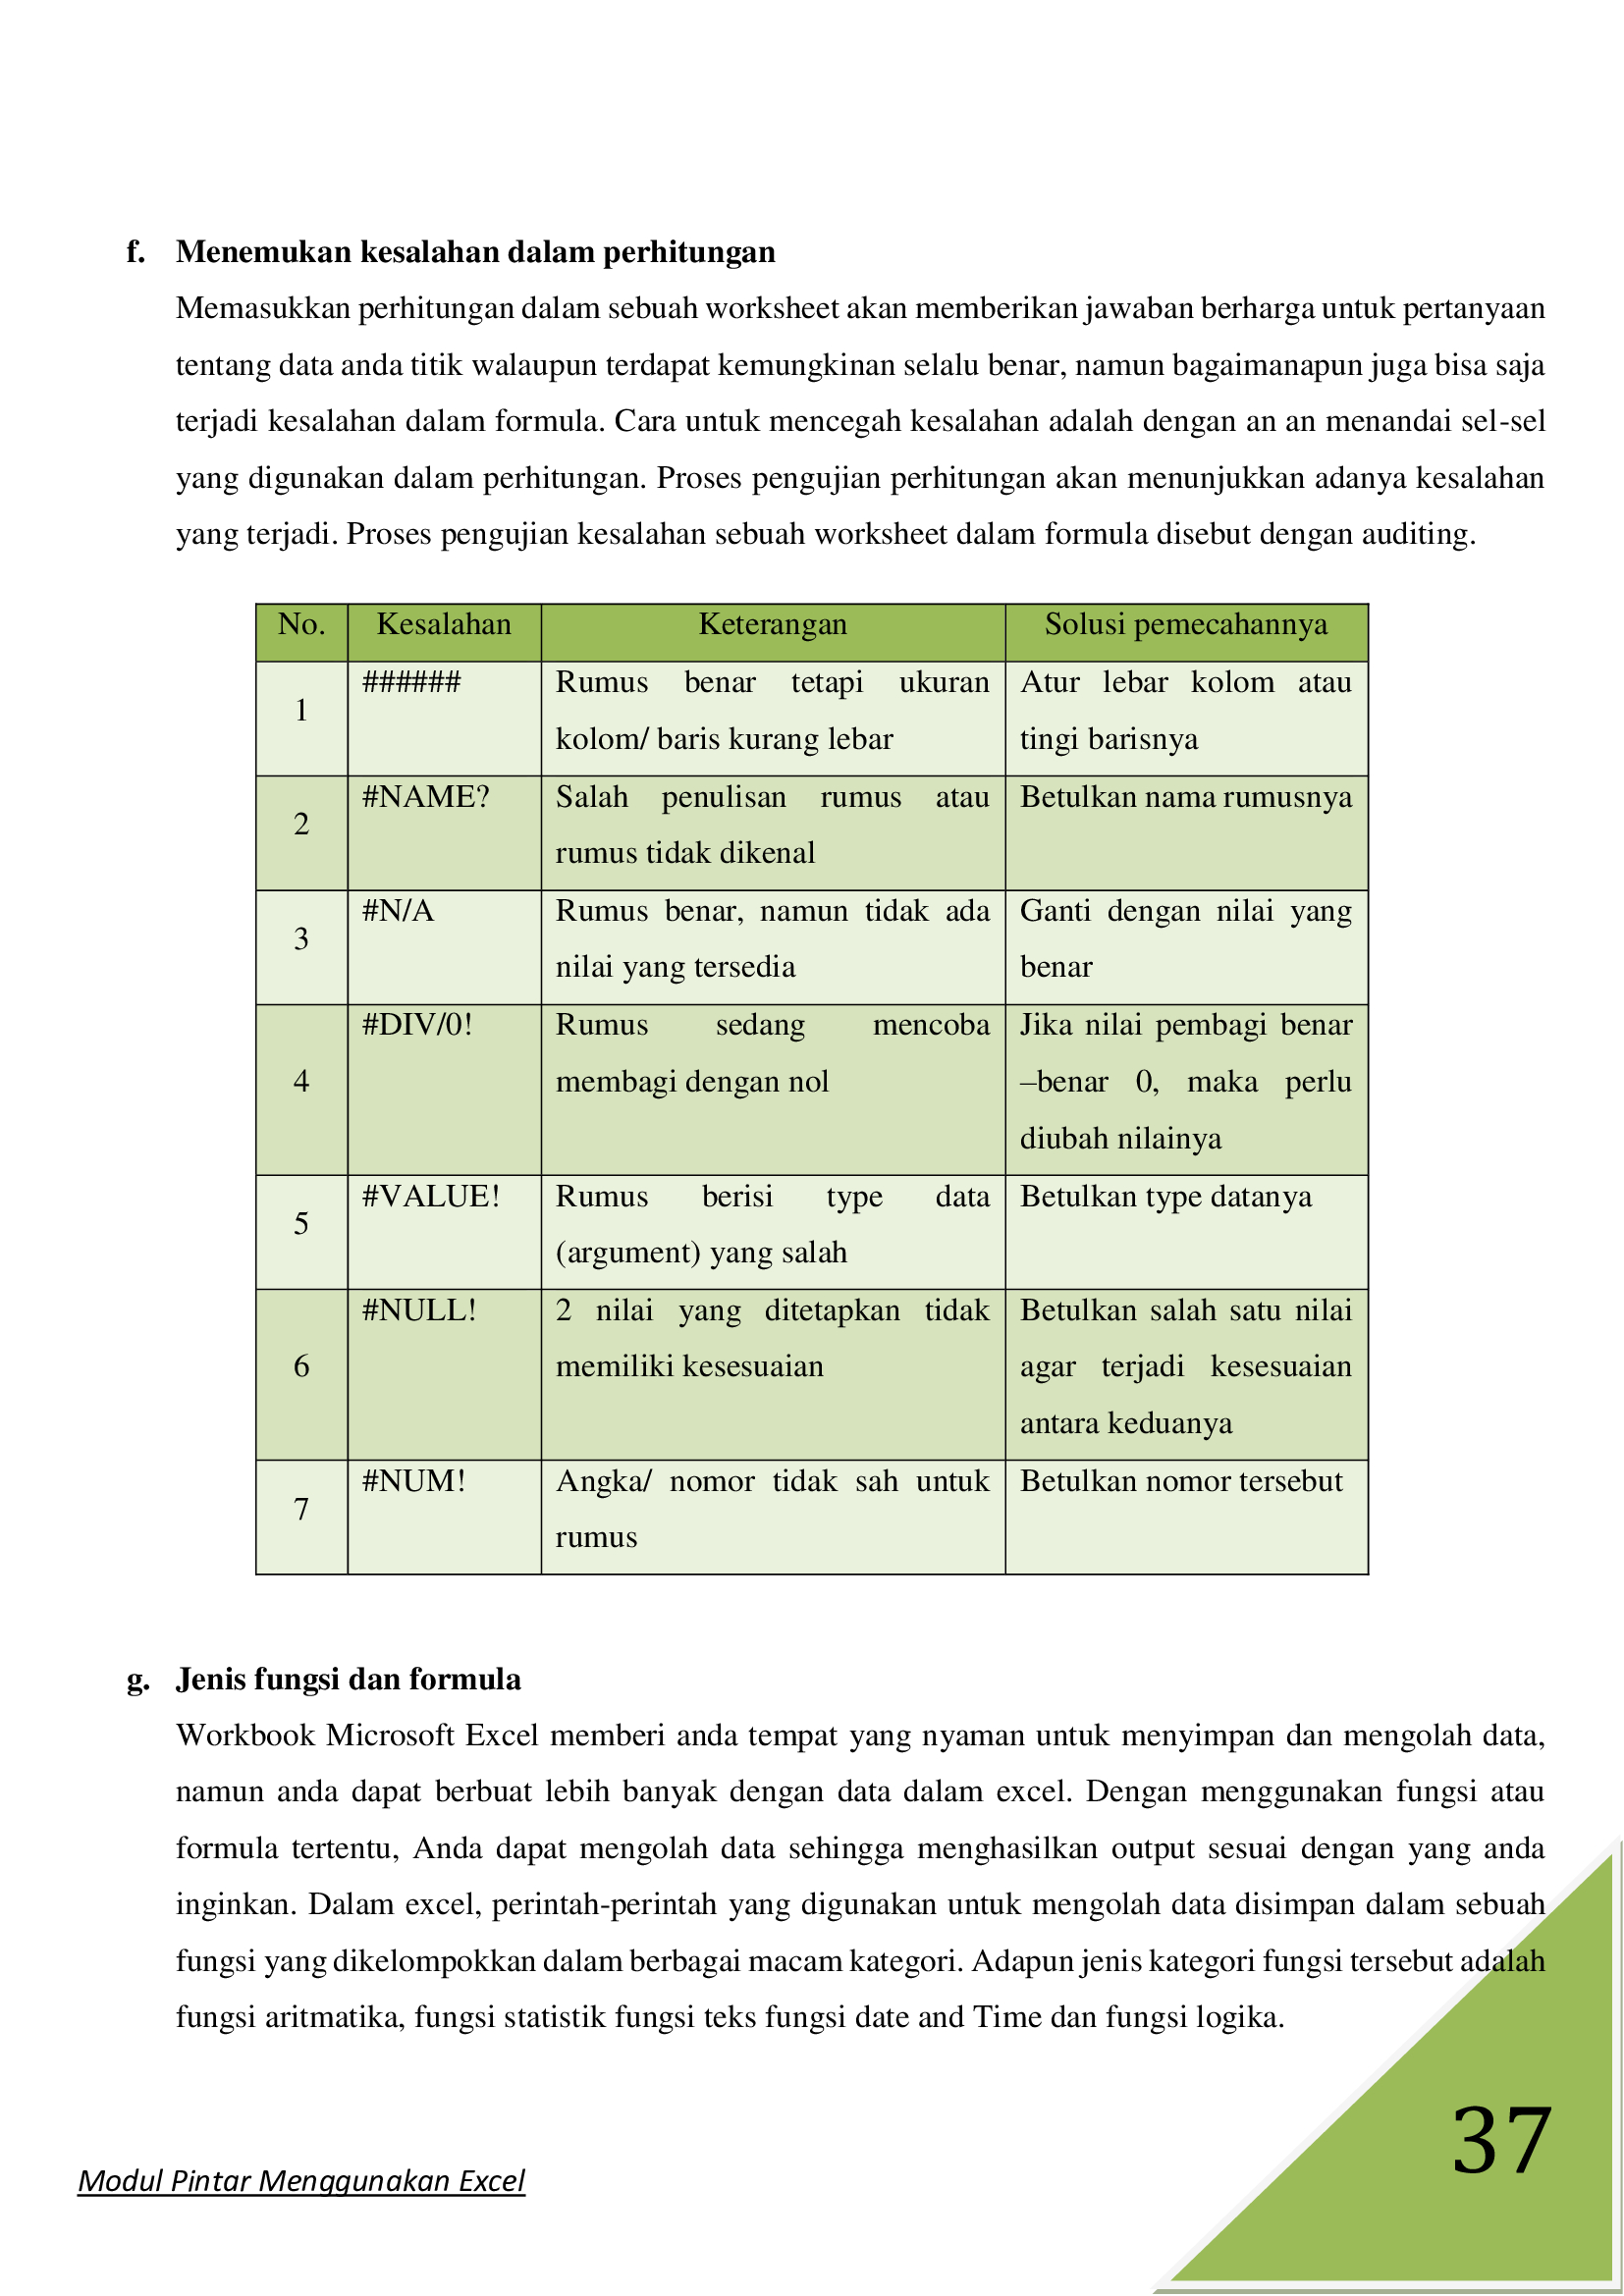 f. Menemukan kesalahan dalam perhitungan
Memasukkan perhitungan dalam sebuah worksheet akan memberikan jawaban berharga untuk pertanyaan
tentang data anda titik walaupun terdapat kemungkinan selalu benar, namun bagaimanapun juga bisa saja
terjadi kesalahan dalam formula. Cara untuk mencegah kesalahan adalah dengan an an menandai sel-sel
yang digunakan dalam perhitungan. Proses pengujian perhitungan akan menunjukkan adanya kesalahan
yang terjadi. Proses pengujian kesalahan sebuah worksheet dalam formula disebut dengan auditing.
No. Kesalahan Keterangan Solusi pemecahannya
1 ###### Rumus benar tetapi ukuran Atur lebar kolom atau
kolom/ baris kurang lebar tingi barisnya
2 #NAME? Salah penulisan rumus atau Betulkan nama rumusnya
rumus tidak dikenal
3 #N/A Rumus benar, namun tidak ada Ganti dengan nilai yang
nilai yang tersedia benar
4 #DIV/0! Rumus sedang mencoba Jika nilai pembagi benar
membagi dengan nol –benar 0, maka perlu
diubah nilainya
5 #VALUE! Rumus berisi type data Betulkan type datanya
(argument) yang salah
6 #NULL! 2 nilai yang ditetapkan tidak Betulkan salah satu nilai
memiliki kesesuaian agar terjadi kesesuaian
antara keduanya
7 #NUM! Angka/ nomor tidak sah untuk Betulkan nomor tersebut
rumus
g. Jenis fungsi dan formula
Workbook Microsoft Excel memberi anda tempat yang nyaman untuk menyimpan dan mengolah data,
namun anda dapat berbuat lebih banyak dengan data dalam excel. Dengan menggunakan fungsi atau
formula tertentu, Anda dapat mengolah data sehingga menghasilkan output sesuai dengan yang anda
inginkan. Dalam excel, perintah-perintah yang digunakan untuk mengolah data disimpan dalam sebuah
fungsi yang dikelompokkan dalam berbagai macam kategori. Adapun jenis kategori fungsi tersebut adalah
fungsi aritmatika, fungsi statistik fungsi teks fungsi date and Time dan fungsi logika.
37
Modul Pintar Menggunakan Excel